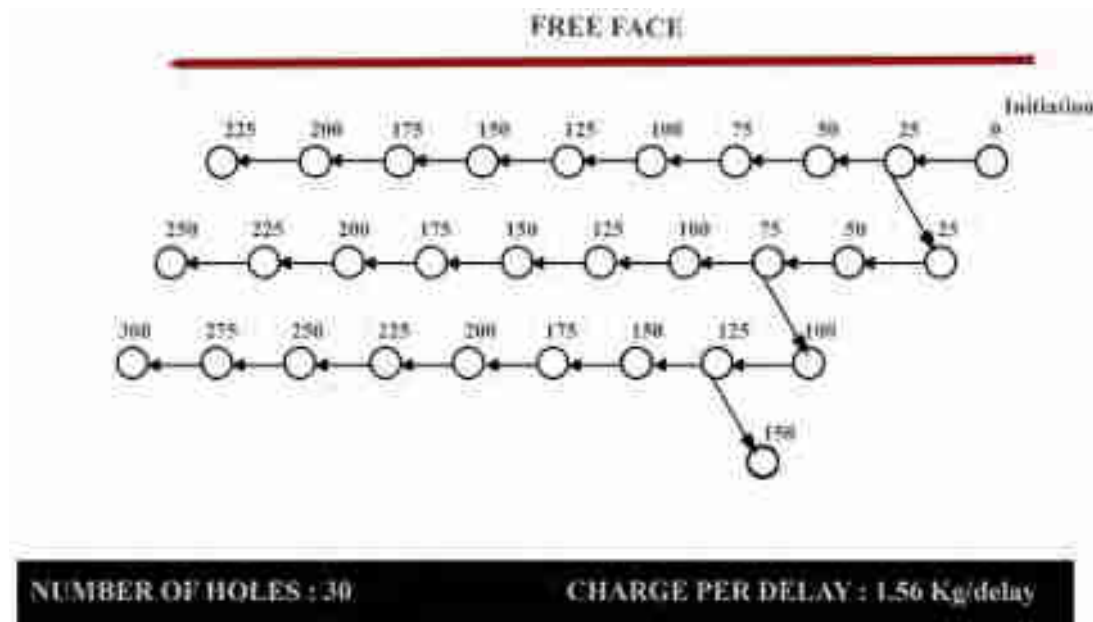 FREE FACE
Initiation
225 200 175 150 125 100 75 50 25 0
250 225 200 175 150 125 100 75 50 25
300 275 250 225 200 175 150 125 100
150
NUMBER OF HOLES : 30 CHARGE PER DELAY : 1.56 Kg/delay